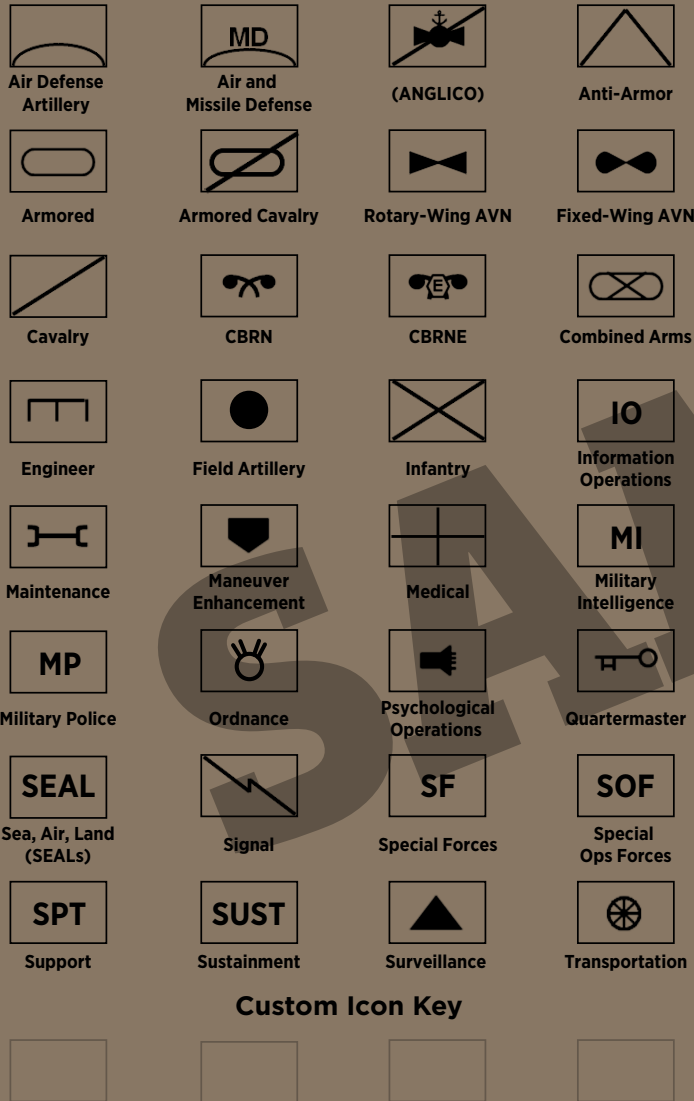 MD
Air Defense
Artillery
Air and
Missile Defense
(ANGLICO)
Anti-Armor
Armored
Armored Cavalry
Rotary-Wing AVN
Fixed-Wing AVN
E
Cavalry
CBRN
CBRNE
Combined Arms
IO
Engineer
Field Artillery
Infantry
Information
Operations
MI
Maintenance
Maneuver
Enhancement
Medical
Military
Intelligence
MP
Military Police
Ordnance
Psychological
Operations
Quartermaster
SEAL
SF
SOF
Sea, Air, Land
(SEALs)
Signal
Special Forces
Special
Ops Forces
SPT
SUST
Support
Sustainment
Surveillance
Transportation
Custom Icon Key